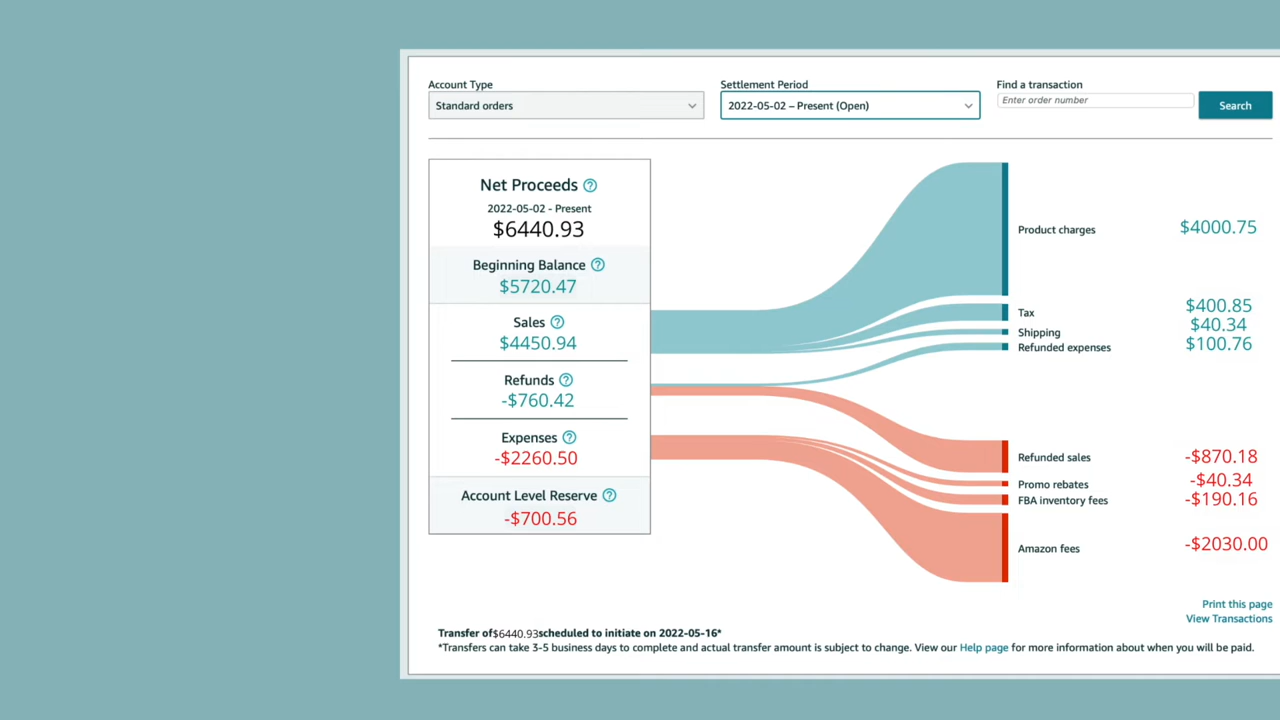 Account Type
Settlement Period
Find a transaction
Standard orders
2022-05-02 – Present (Open)
Enter order number
Search
Net Proceeds ?
2022-05-02 - Present
$6440.93
Beginning Balance ?
$5720.47
Sales ?
$4450.94
Refunds ?
-$760.42
Expenses ?
-$2260.50
Account Level Reserve ?
-$700.56
Product charges $4000.75
Tax $400.85
Shipping $40.34
Refunded expenses $100.76
Refunded sales -$870.18
Promo rebates -$40.34
FBA inventory fees -$190.16
Amazon fees -$2030.00
Print this page
View Transactions
Transfer of$6440.93scheduled to initiate on 2022-05-16*
*Transfers can take 3-5 business days to complete and actual transfer amount is subject to change. View our Help page for more information about when you will be paid.